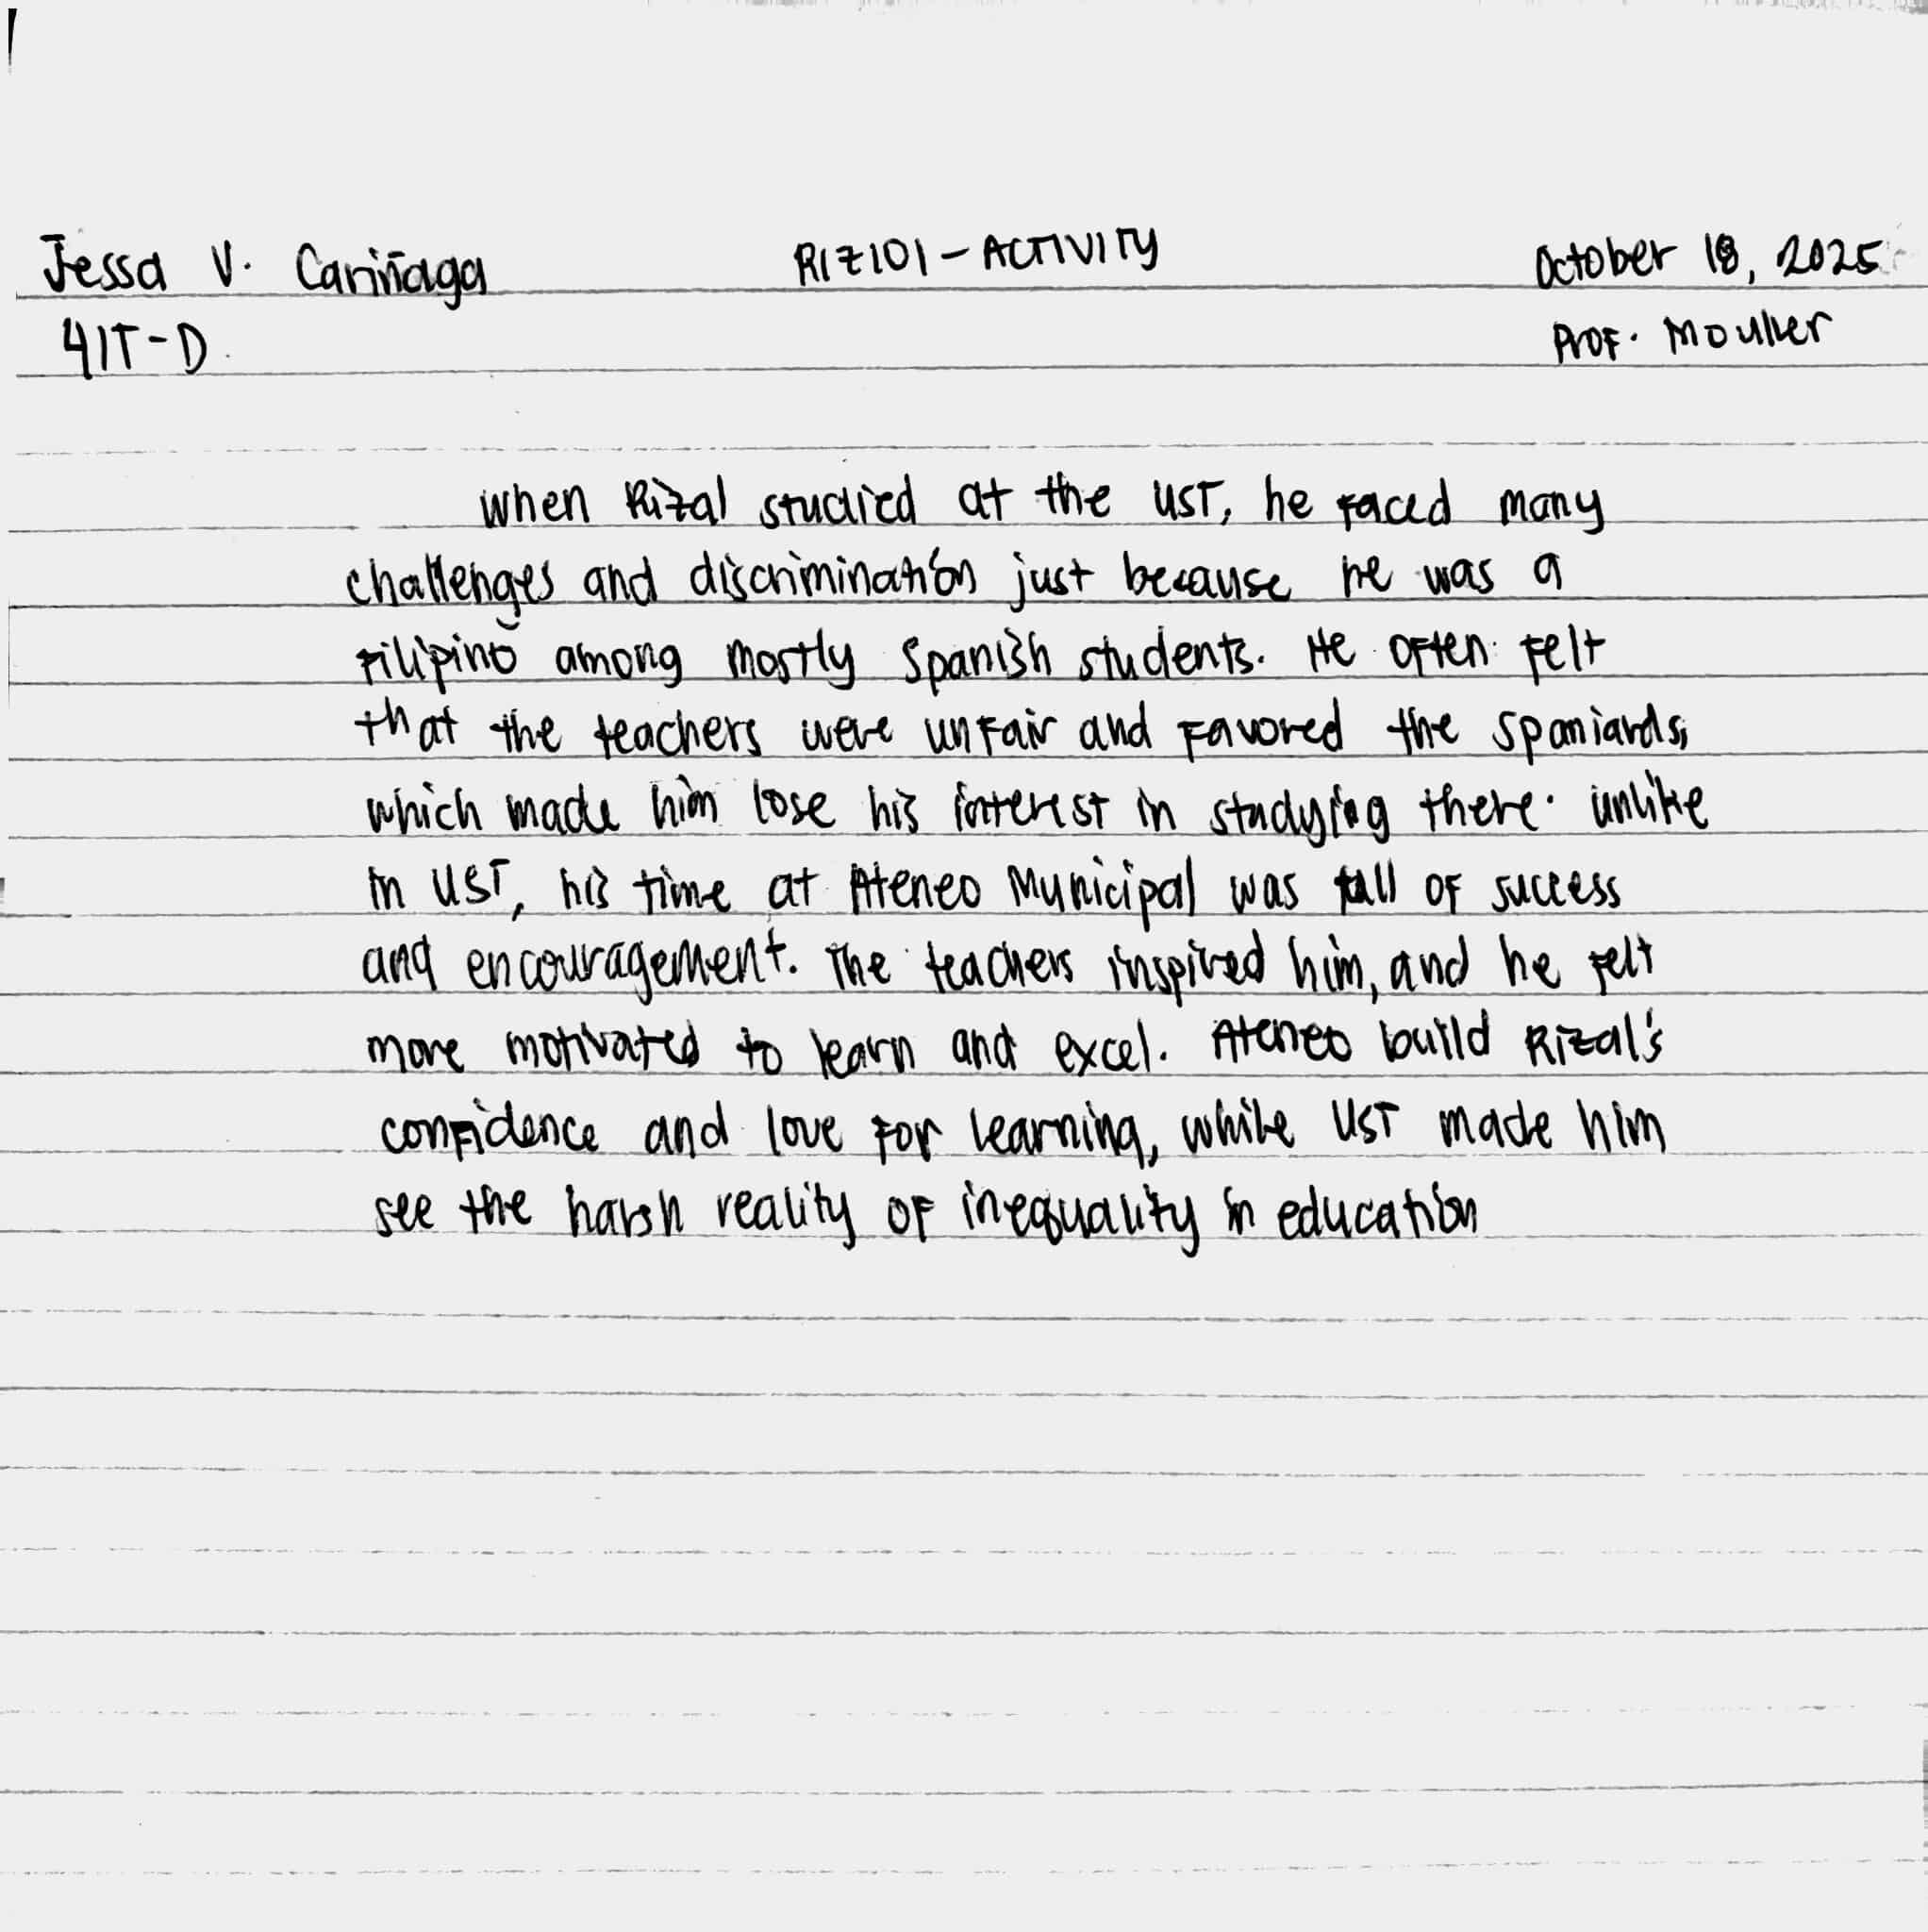 Jessa V. Cariñaga RIZ101 - ACTIVITY October 18, 2025
4IT-D Prof. Moulier
When Rizal studied at the UST, he faced many
challenges and discrimination just because he was a
Filipino among mostly Spanish students. He often felt
that the teachers were unfair and favored the Spaniards,
which made him lose his interest in studying there. Unlike
in UST, his time at Ateneo Municipal was full of success
and encouragement. The teachers inspired him, and he felt
more motivated to learn and excel. Ateneo build Rizal's
confidence and love for learning, while UST made him
see the harsh reality of inequality in education